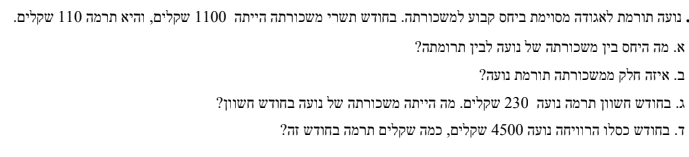 . נועה תורמת לאגודה מסוימת ביחס קבוע למשכורתה. בחודש תשרי משכורתה הייתה 1100 שקלים, והיא תרמה 110 שקלים.
א. מה היחס בין משכורתה של נועה לבין תרומתה?
ב. איזה חלק ממשכורתה תורמת נועה?
ג. בחודש חשוון תרמה נועה 230 שקלים. מה הייתה משכורתה של נועה בחודש חשוון?
ד. בחודש כסלו הרוויחה נועה 4500 שקלים, כמה שקלים תרמה בחודש זה?